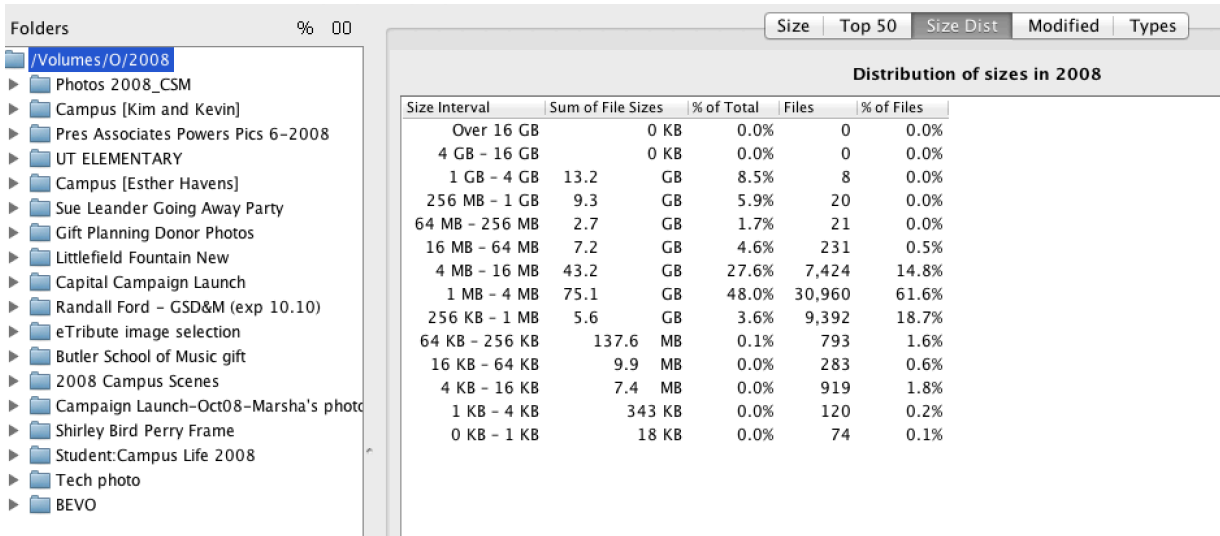 Folders % 00
/Volumes/O/2008
Photos 2008_CSM
Campus [Kim and Kevin]
Pres Associates Powers Pics 6-2008
UT ELEMENTARY
Campus [Esther Havens]
Sue Leander Going Away Party
Gift Planning Donor Photos
Littlefield Fountain New
Capital Campaign Launch
Randall Ford - GSD&M (exp 10.10)
eTribute image selection
Butler School of Music gift
2008 Campus Scenes
Campaign Launch-Oct08-Marsha's photo
Shirley Bird Perry Frame
Student:Campus Life 2008
Tech photo
BEVO
Size Top 50 Size Dist Modified Types
Distribution of sizes in 2008
Size Interval Sum of File Sizes % of Total Files % of Files
Over 16 GB 0 KB 0.0% 0 0.0%
4 GB - 16 GB 0 KB 0.0% 0 0.0%
1 GB - 4 GB 13.2 GB 8.5% 8 0.0%
256 MB - 1 GB 9.3 GB 5.9% 20 0.0%
64 MB - 256 MB 2.7 GB 1.7% 21 0.0%
16 MB - 64 MB 7.2 GB 4.6% 231 0.5%
4 MB - 16 MB 43.2 GB 27.6% 7,424 14.8%
1 MB - 4 MB 75.1 GB 48.0% 30,960 61.6%
256 KB - 1 MB 5.6 GB 3.6% 9,392 18.7%
64 KB - 256 KB 137.6 MB 0.1% 793 1.6%
16 KB - 64 KB 9.9 MB 0.0% 283 0.6%
4 KB - 16 KB 7.4 MB 0.0% 919 1.8%
1 KB - 4 KB 343 KB 0.0% 120 0.2%
0 KB - 1 KB 18 KB 0.0% 74 0.1%